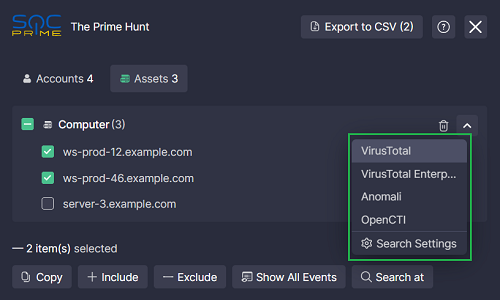 SOC
PRIME
The Prime Hunt
Export to CSV (2)
?
Accounts 4
Assets 3
Computer (3)
ws-prod-12.example.com
ws-prod-46.example.com
server-3.example.com
VirusTotal
VirusTotal Enterp...
Anomali
OpenCTI
Search Settings
— 2 item(s) selected
Copy
Include
Exclude
Show All Events
Search at